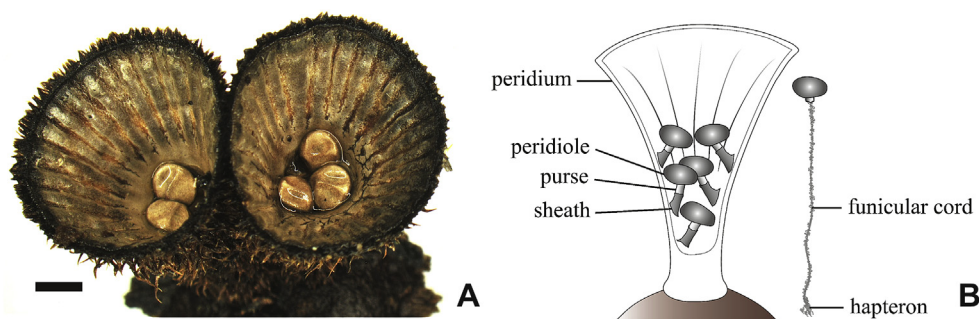 A
peridium
peridiole
purse
sheath
funicular cord
hapteron
B